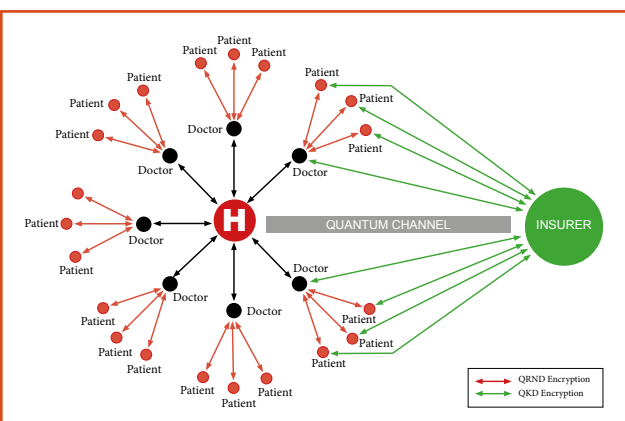 Patient
Patient
Patient
Patient
Patient
Patient
Patient
Patient
Patient
Doctor
Doctor
Doctor
Patient
Doctor
H
QUANTUM CHANNEL
INSURER
Patient
Doctor
Doctor
Doctor
Patient
Patient
Patient
Patient
Doctor
Patient
Patient
Patient
Patient
Patient
Patient
QRND Encryption
QKD Encryption